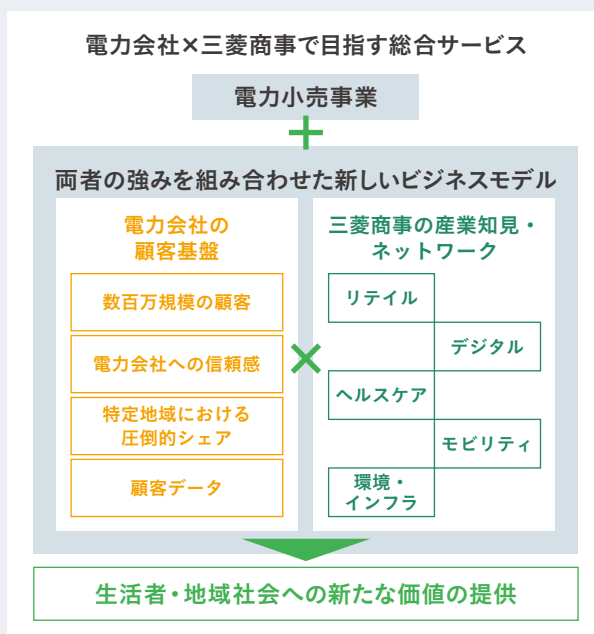 電力会社×三菱商事で目指す総合サービス
電力小売事業
+
両者の強みを組み合わせた新しいビジネスモデル
電力会社の
顧客基盤
数百万規模の顧客
電力会社への信頼感
特定地域における
圧倒的シェア
顧客データ
×
三菱商事の産業知見・
ネットワーク
リテイル
デジタル
ヘルスケア
モビリティ
環境・
インフラ
生活者・地域社会への新たな価値の提供